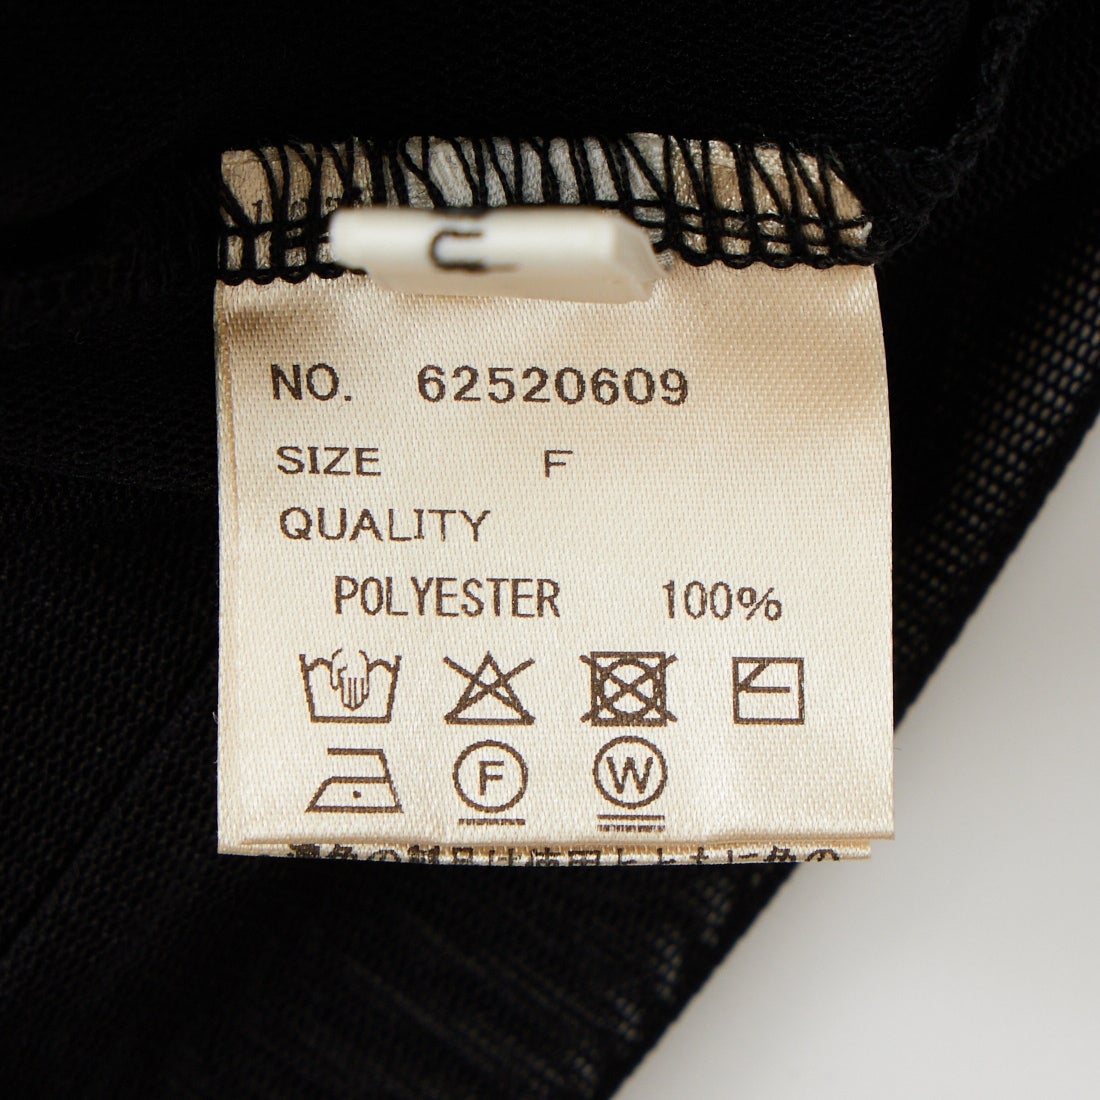 NO. 62520609
SIZE F
QUALITY
POLYESTER 100%
F
W